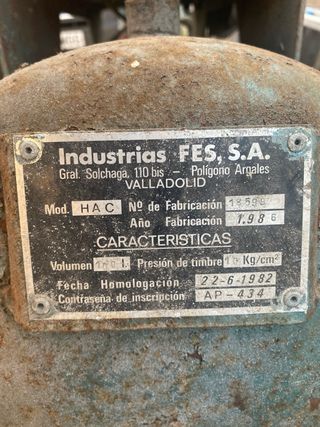 Industrias FES, S.A.
Gral. Solchaga, 110 bis – Polígono Argales
VALLADOLID
Mod. HAC Nº de Fabricación
Año Fabricación 1.986
CARACTERISTICAS
Volumen l. Presión de timbre Kg/cm²
Fecha Homologación 22-6-1982
Contraseña de inscripción AP-434